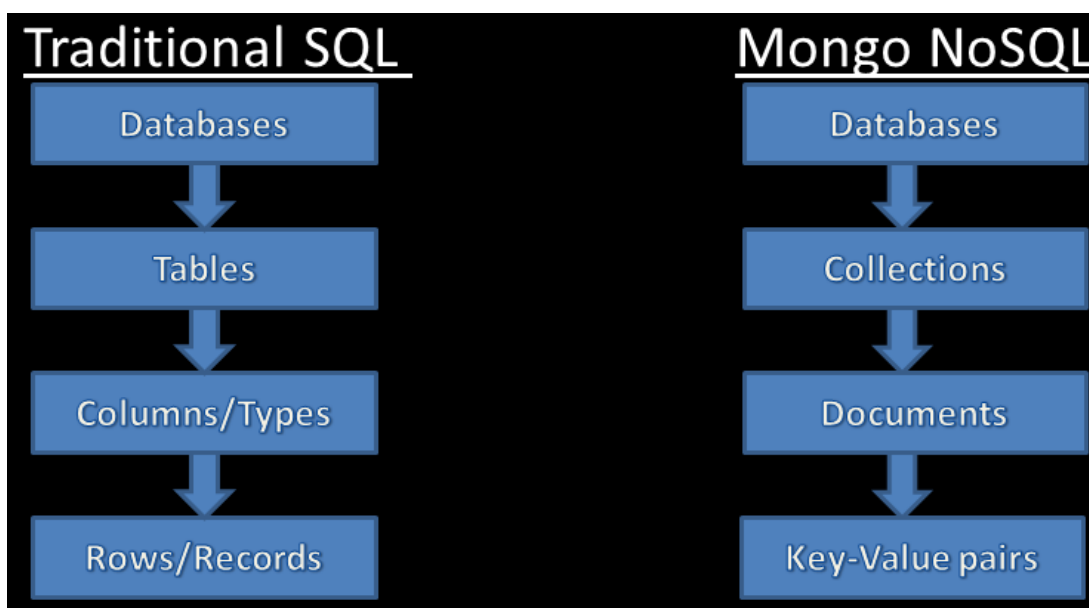 Traditional SQL
Databases
Tables
Columns/Types
Rows/Records
Mongo NoSQL
Databases
Collections
Documents
Key-Value pairs